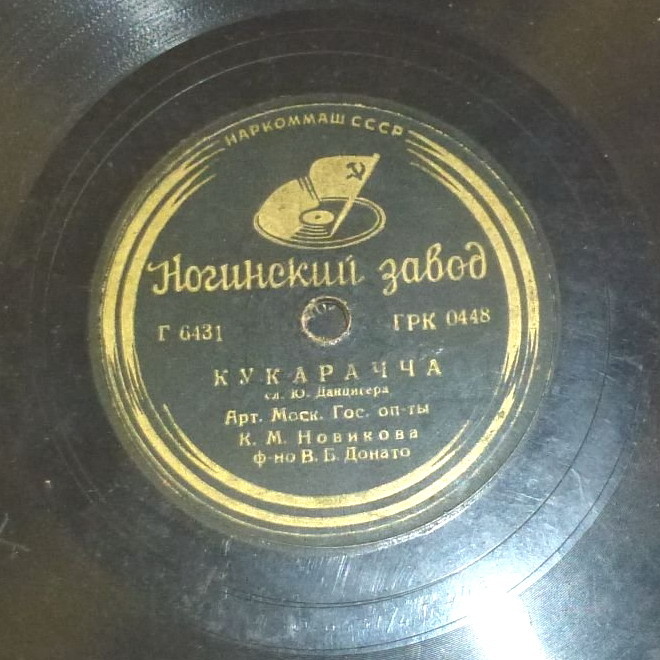 НАРКОММАШ СССР
Ногинский завод
Г 6431
ГРК 0448
КУКАРАЧЧА
сл. Ю. Данцигера
Арт. Моск. Гос. оп-ты
К. М. Новикова
ф-но В. Б. Донато